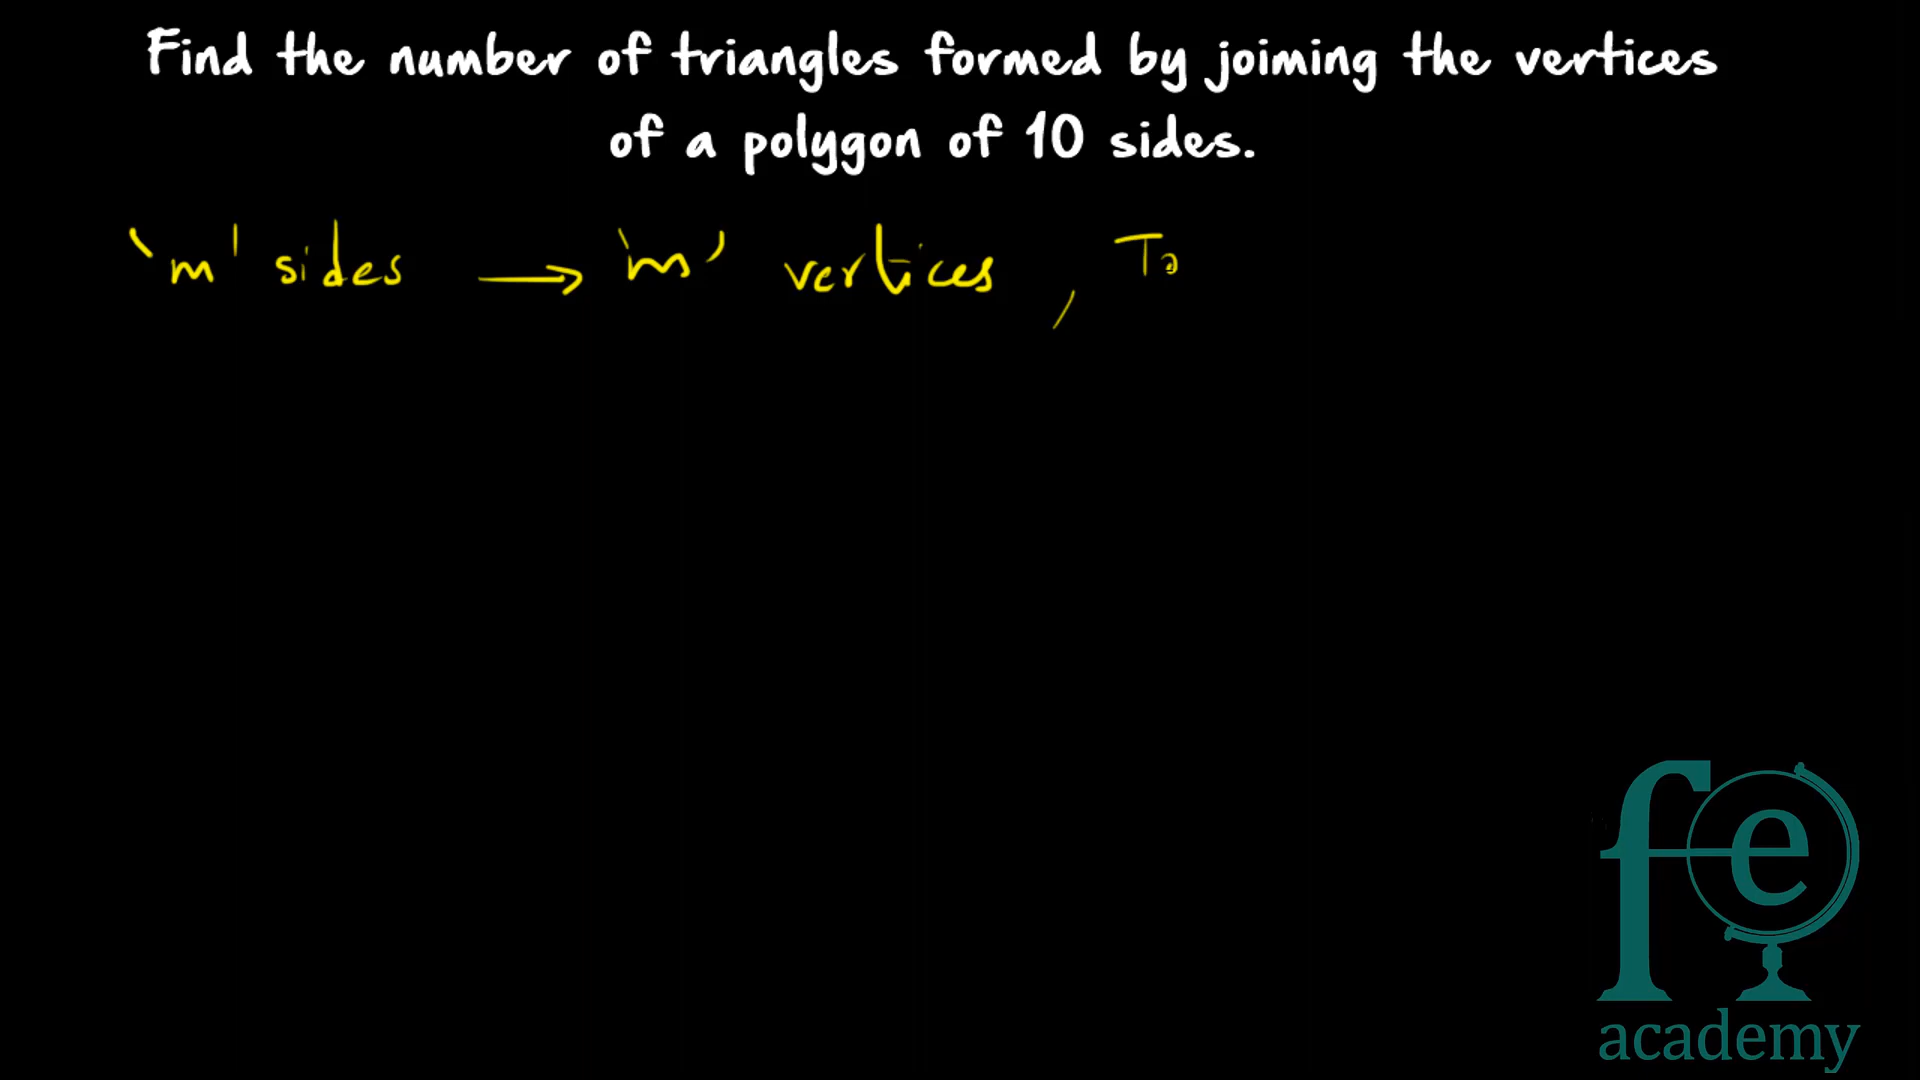 Find the number of triangles formed by joining the vertices
of a polygon of 10 sides.
'm' sides → 'm' vertices , To
fe
academy